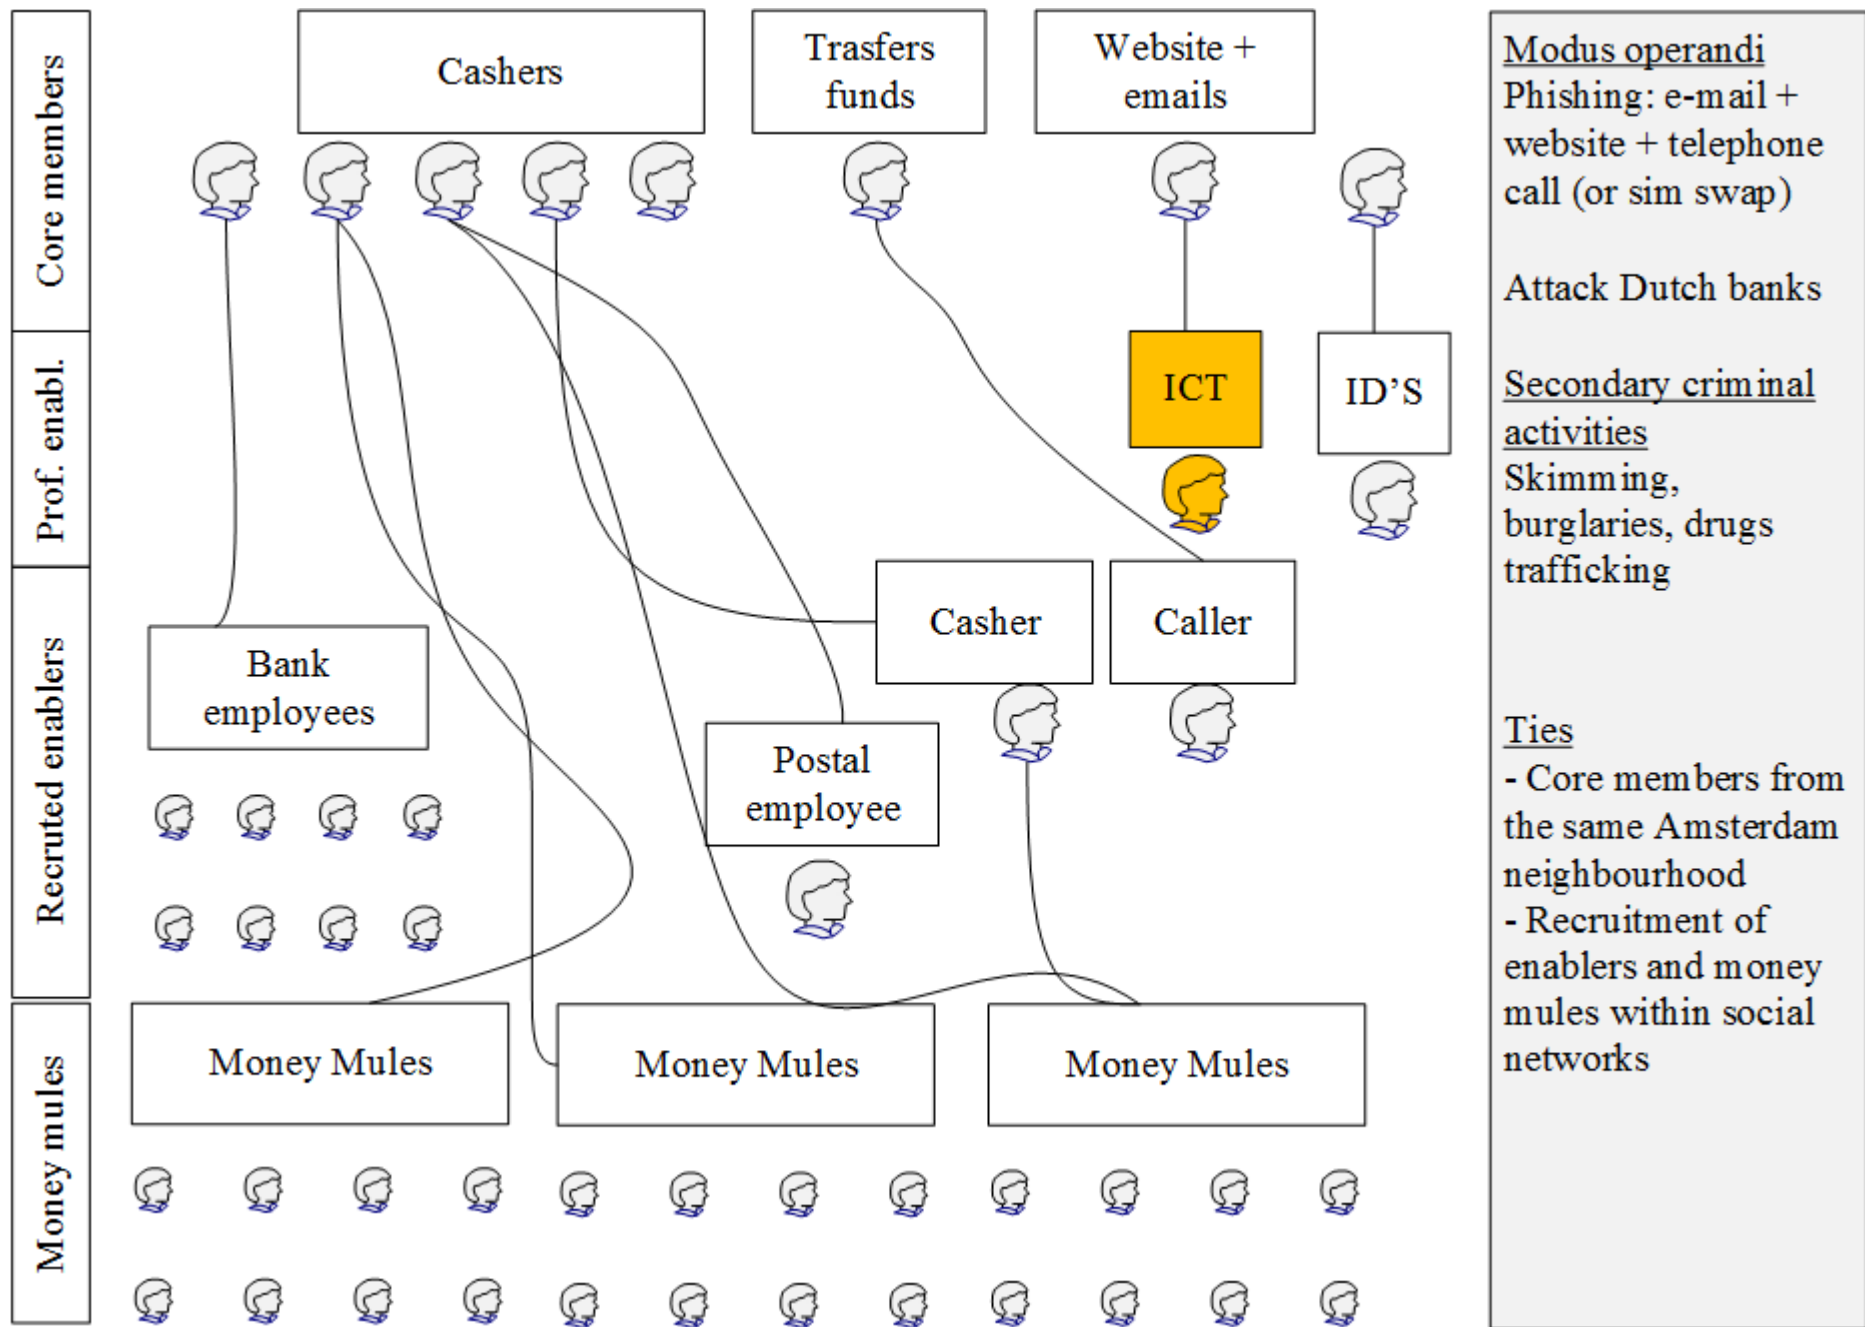 Core members
Cashers
Trasfers
funds
Website +
emails
Prof. enabl.
ICT
ID’S
Recruted enablers
Casher
Caller
Bank
employees
Postal
employee
Money mules
Money Mules
Money Mules
Money Mules
Modus operandi
Phishing: e-mail +
website + telephone
call (or sim swap)
Attack Dutch banks
Secondary criminal
activities
Skimming,
burglaries, drugs
trafficking
Ties
- Core members from
the same Amsterdam
neighbourhood
- Recruitment of
enablers and money
mules within social
networks